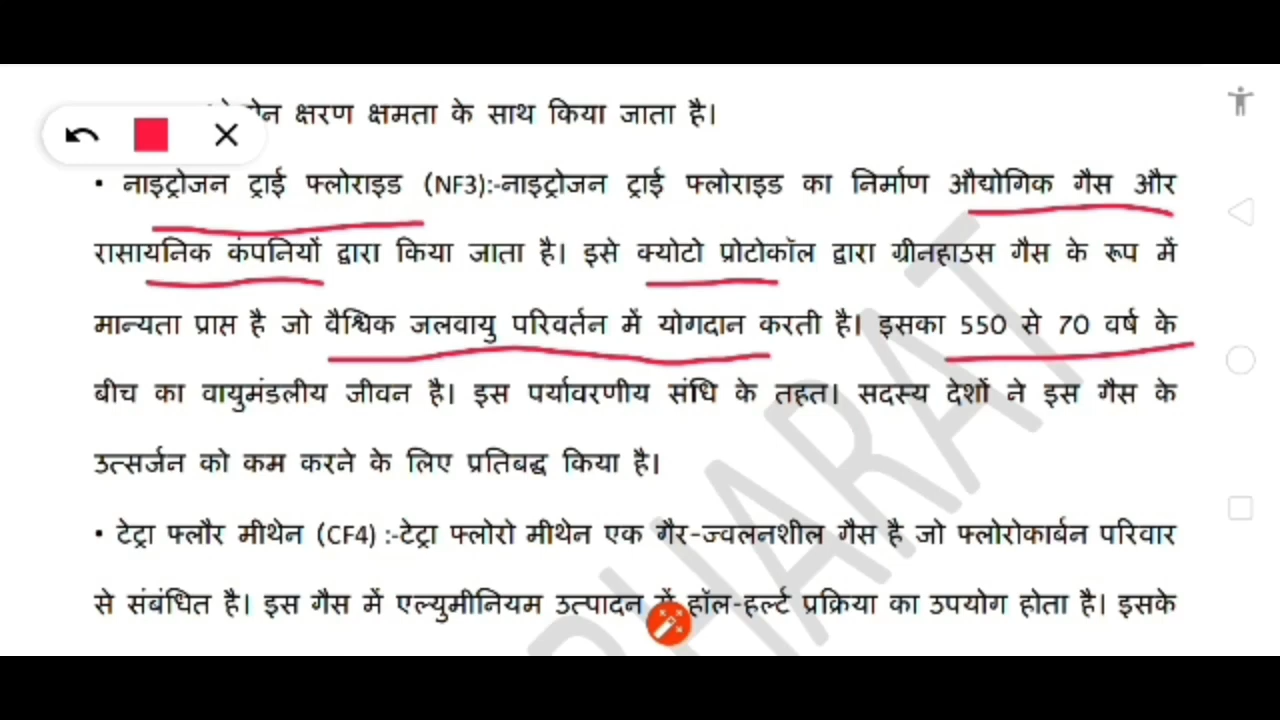 क्षरण क्षमता के साथ किया जाता है।
• नाइट्रोजन ट्राई फ्लोराइड (NF3):-नाइट्रोजन ट्राई फ्लोराइड का निर्माण औद्योगिक गैस और
रासायनिक कंपनियों द्वारा किया जाता है। इसे क्योटो प्रोटोकॉल द्वारा ग्रीनहाउस गैस के रूप में
मान्यता प्राप्त है जो वैश्विक जलवायु परिवर्तन में योगदान करती है। इसका 550 से 70 वर्ष के
बीच का वायुमंडलीय जीवन है। इस पर्यावरणीय संधि के तहत। सदस्य देशों ने इस गैस के
उत्सर्जन को कम करने के लिए प्रतिबद्ध किया है।
• टेट्रा फ्लौर मीथेन (CF4) :-टेट्रा फ्लोरो मीथेन एक गैर-ज्वलनशील गैस है जो फ्लोरोकार्बन परिवार
से संबंधित है। इस गैस में एल्युमीनियम उत्पादन में हॉल-हर्ल्ट प्रक्रिया का उपयोग होता है। इसके
BHARAT